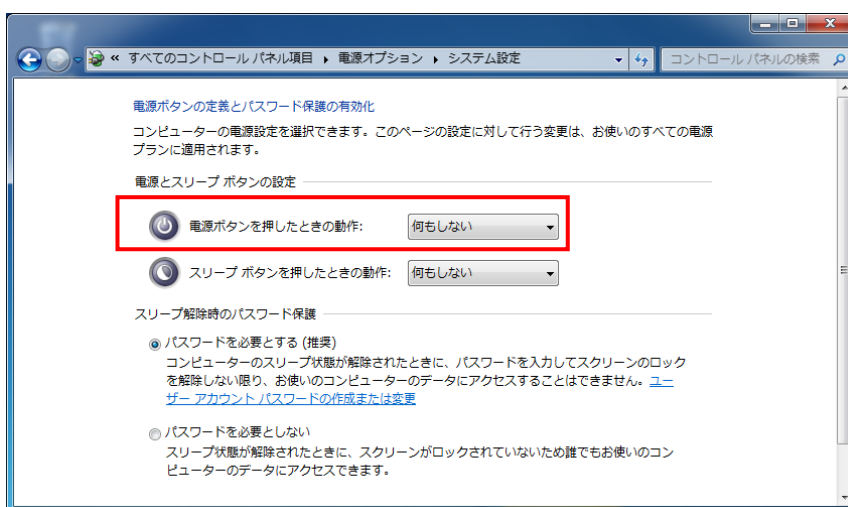 « すべてのコントロール パネル項目 ▸ 電源オプション ▸ システム設定 コントロール パネルの検索
電源ボタンの定義とパスワード保護の有効化
コンピューターの電源設定を選択できます。このページの設定に対して行う変更は、お使いのすべての電源
プランに適用されます。
電源とスリープ ボタンの設定
電源ボタンを押したときの動作: 何もしない
スリープ ボタンを押したときの動作: 何もしない
スリープ解除時のパスワード保護
パスワードを必要とする (推奨)
コンピューターのスリープ状態が解除されたときに、パスワードを入力してスクリーンのロック
を解除しない限り、お使いのコンピューターのデータにアクセスすることはできません。ユー
ザー アカウント パスワードの作成または変更
パスワードを必要としない
スリープ状態が解除されたときに、スクリーンがロックされていないため誰でもお使いのコン
ピューターのデータにアクセスできます。